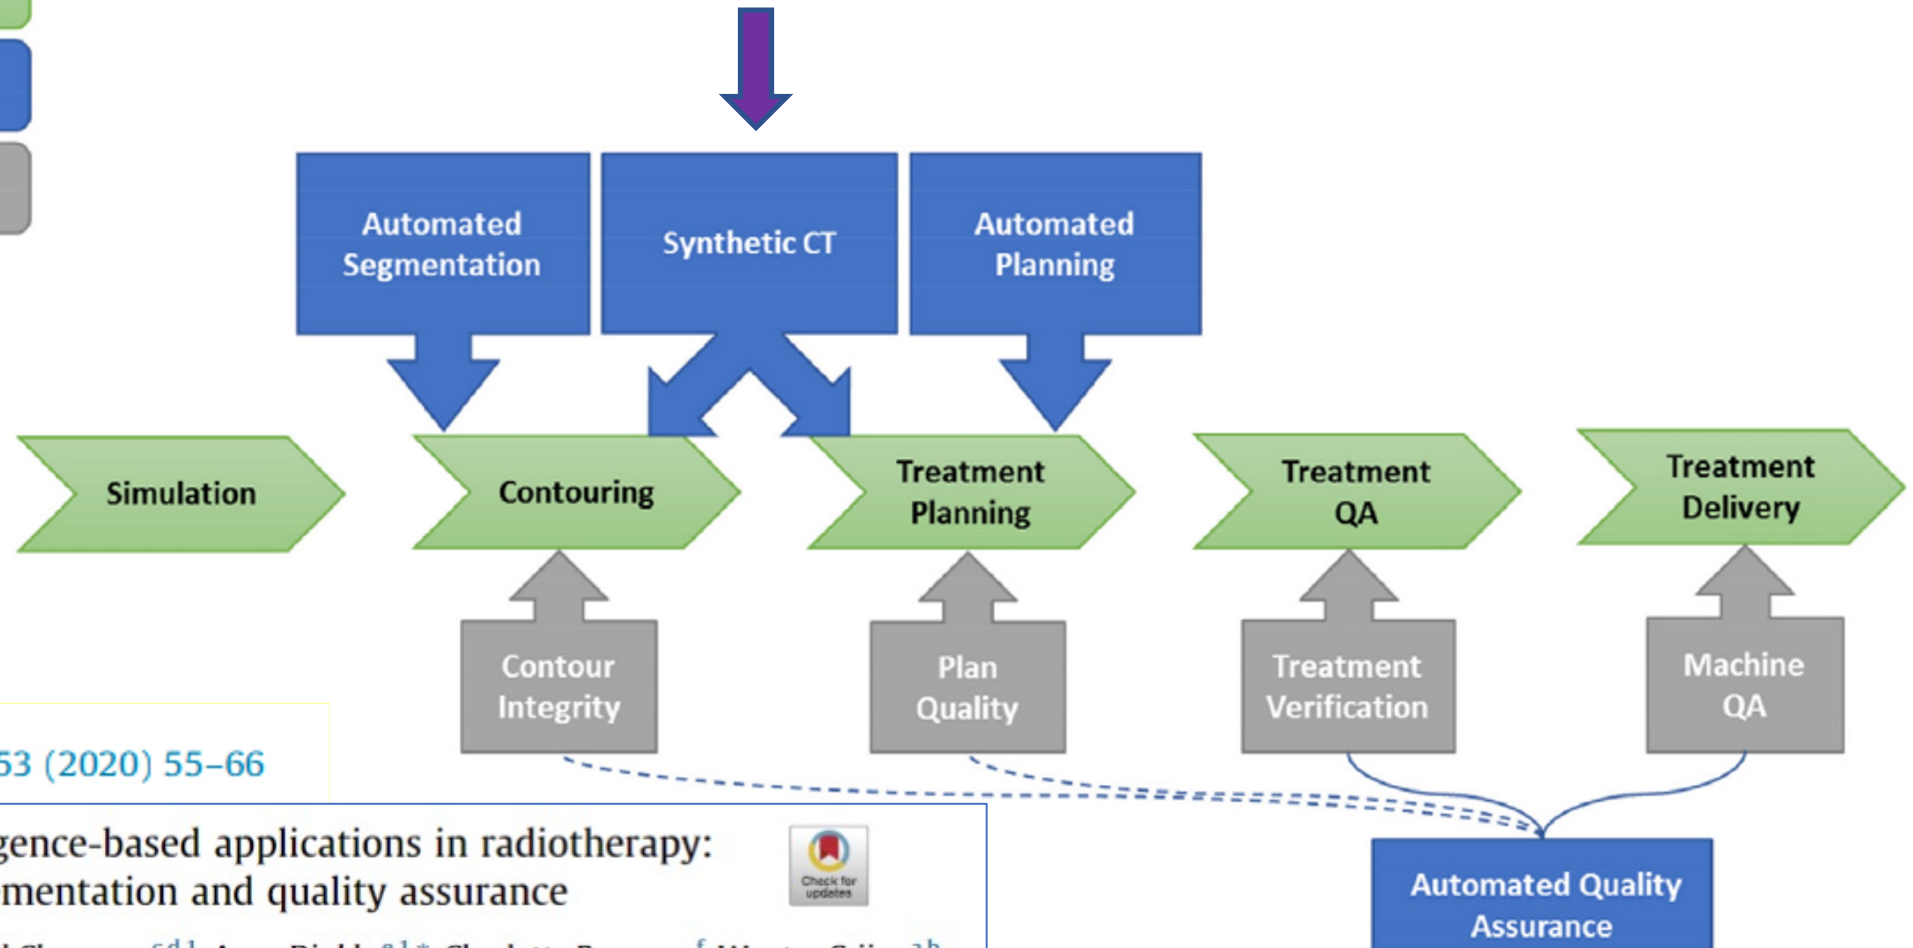 Automated
Segmentation
Synthetic CT
Automated
Planning
Simulation
Contouring
Treatment
Planning
Treatment
QA
Treatment
Delivery
Contour
Integrity
Plan
Quality
Treatment
Verification
Machine
QA
53 (2020) 55–66
gence-based applications in radiotherapy:
ementation and quality assurance
Check for
updates
Automated Quality
Assurance